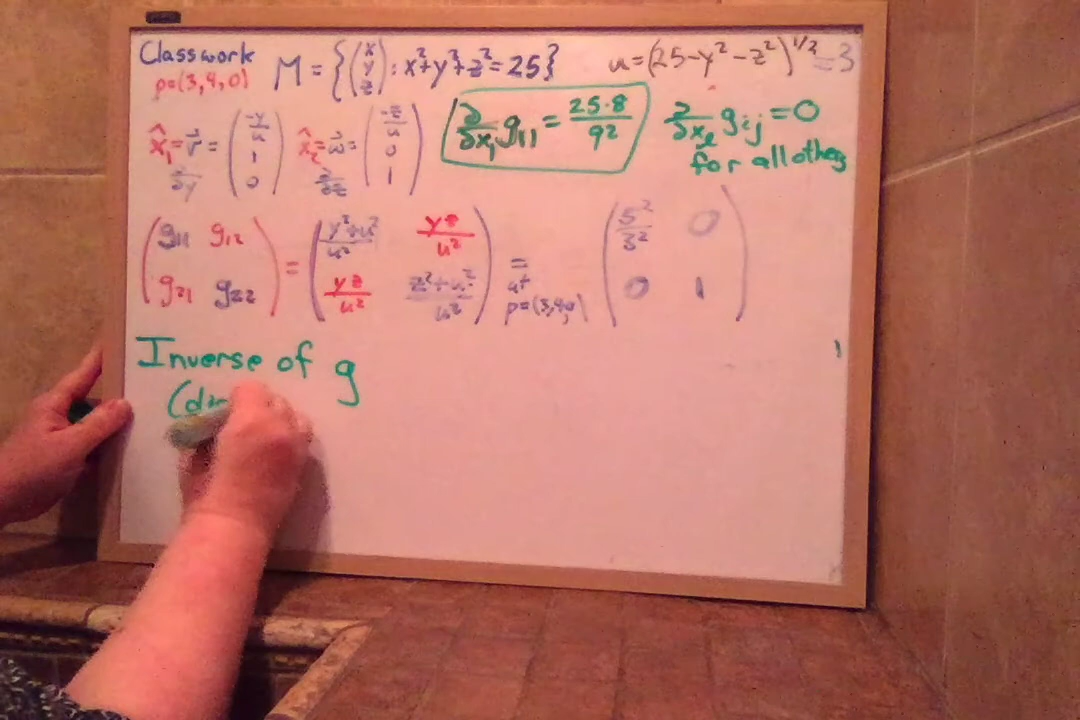 Classwork M = {(x y z) : x²+y²+z²=25} u=(25-y²-z²)^1/2=3
p=(3,4,0)
x̂₁=v⃗=(-y/u 1 0) x̂₂=w⃗=(-z/u 0 1) ∂/∂x₁ g₁₁ = 25·8/9² ∂/∂xₑ gᵢⱼ=0
∂/∂y ∂/∂z for all others
(g₁₁ g₁₂ g₂₁ g₂₂) = ((y²+u²)/u² yz/u² yz/u² (z²+u²)/u²) = at p=(3,4,0) (5²/3² 0 0 1)
Inverse of g